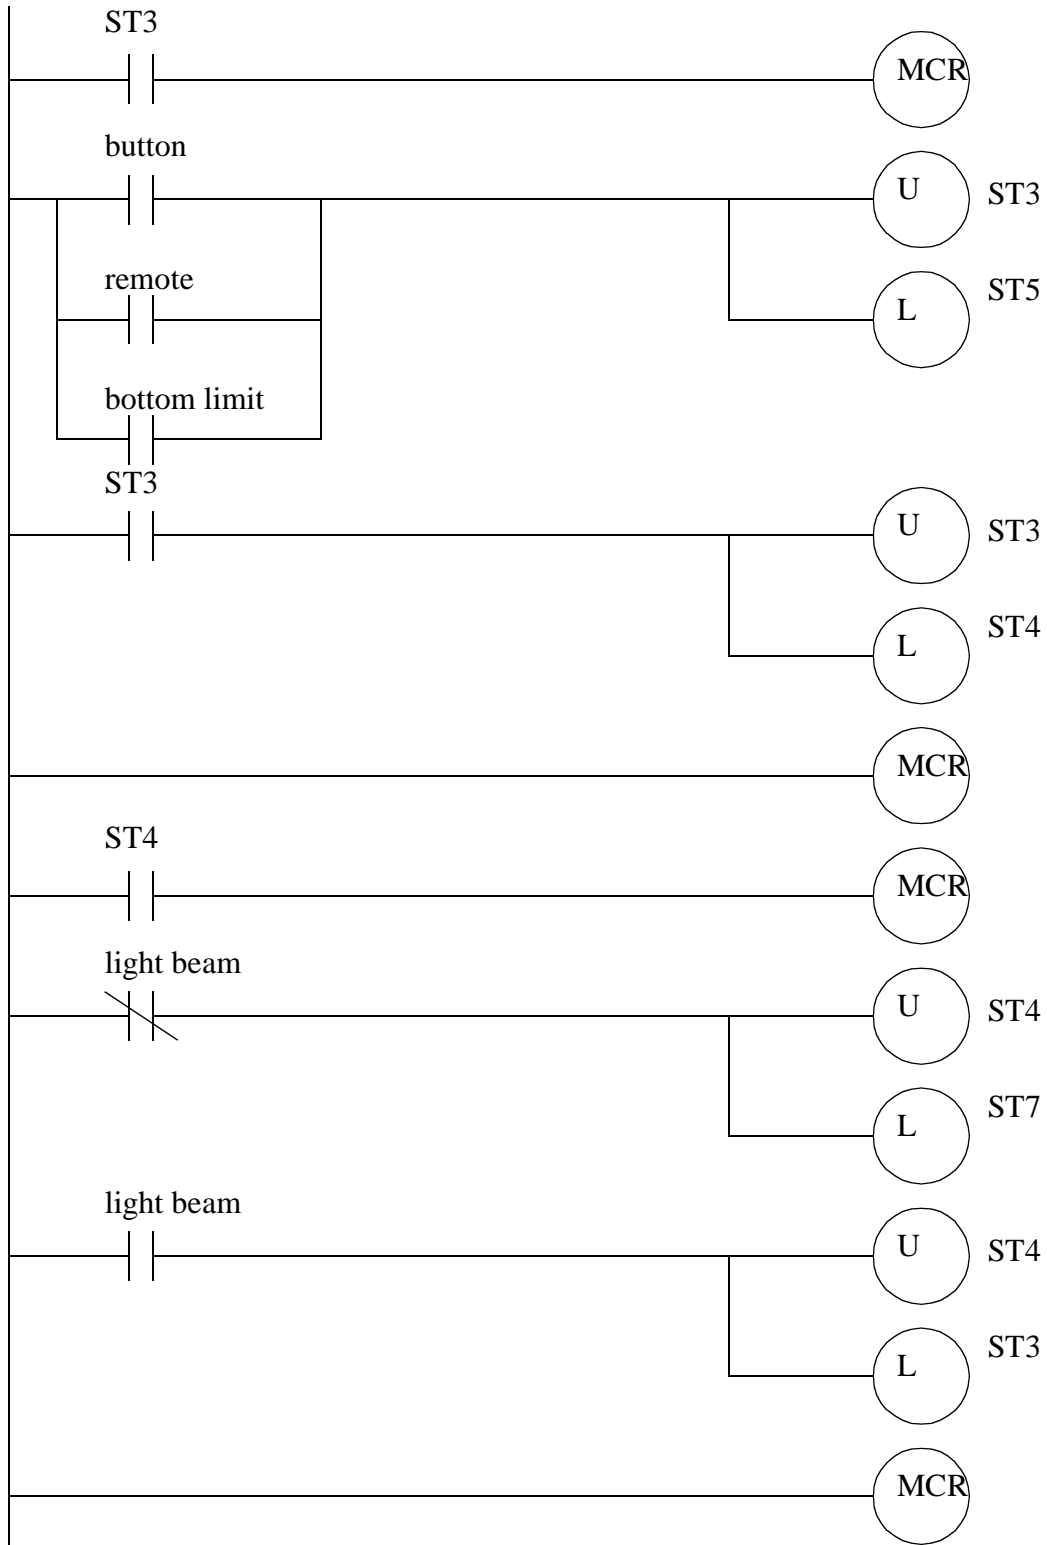 ST3
MCR
button
U ST3
remote
L ST5
bottom limit
ST3
U ST3
L ST4
MCR
ST4
MCR
light beam
U ST4
L ST7
light beam
U ST4
L ST3
MCR